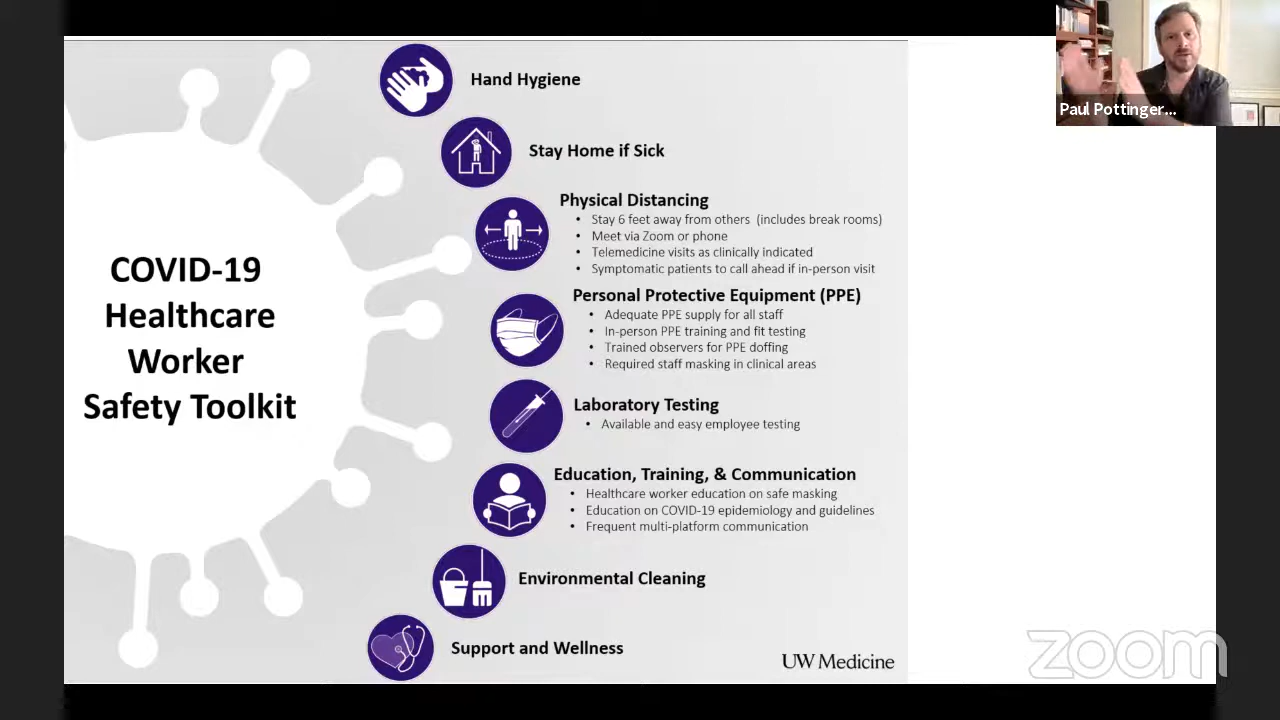 Paul Pottinger...
COVID-19
Healthcare
Worker
Safety Toolkit
Hand Hygiene
Stay Home if Sick
Physical Distancing
• Stay 6 feet away from others (includes break rooms)
• Meet via Zoom or phone
• Telemedicine visits as clinically indicated
• Symptomatic patients to call ahead if in-person visit
Personal Protective Equipment (PPE)
• Adequate PPE supply for all staff
• In-person PPE training and fit testing
• Trained observers for PPE doffing
• Required staff masking in clinical areas
Laboratory Testing
• Available and easy employee testing
Education, Training, & Communication
• Healthcare worker education on safe masking
• Education on COVID-19 epidemiology and guidelines
• Frequent multi-platform communication
Environmental Cleaning
Support and Wellness
UW Medicine
zoom